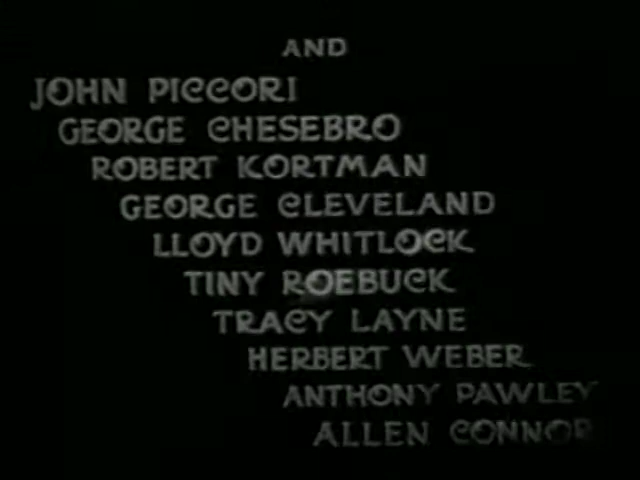 AND
JOHN PICCORI
GEORGE CHESEBRO
ROBERT KORTMAN
GEORGE CLEVELAND
LLOYD WHITLOCK
TINY ROEBUCK
TRACY LAYNE
HERBERT WEBER
ANTHONY PAWLEY
ALLEN CONNOR